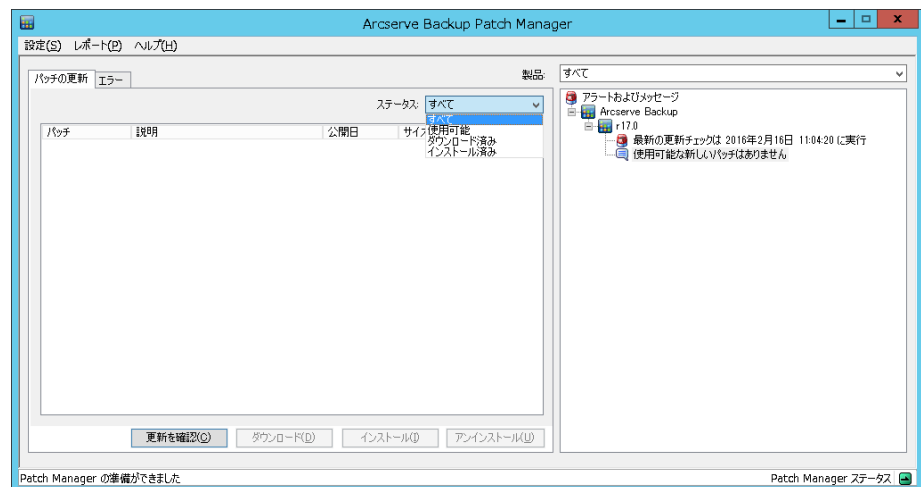 Arcserve Backup Patch Manager
設定(S) レポート(P) ヘルプ(H)
パッチの更新 エラー
製品: すべて
ステータス: すべて
すべて
使用可能
ダウンロード済み
インストール済み
パッチ 説明 公開日 サイズ
アラートおよびメッセージ
Arcserve Backup
r17.0
最新の更新チェックは 2016年2月16日 11:04:20 に実行
使用可能な新しいパッチはありません
更新を確認(C) ダウンロード(D) インストール(I) アンインストール(U)
Patch Manager の準備ができました
Patch Manager ステータス